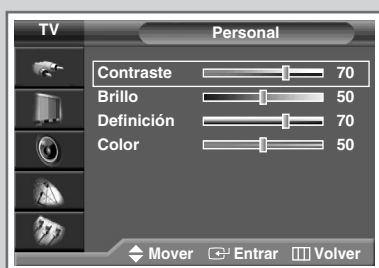 TV Personal
Contraste 70
Brillo 50
Definición 70
Color 50
Mover Entrar Volver